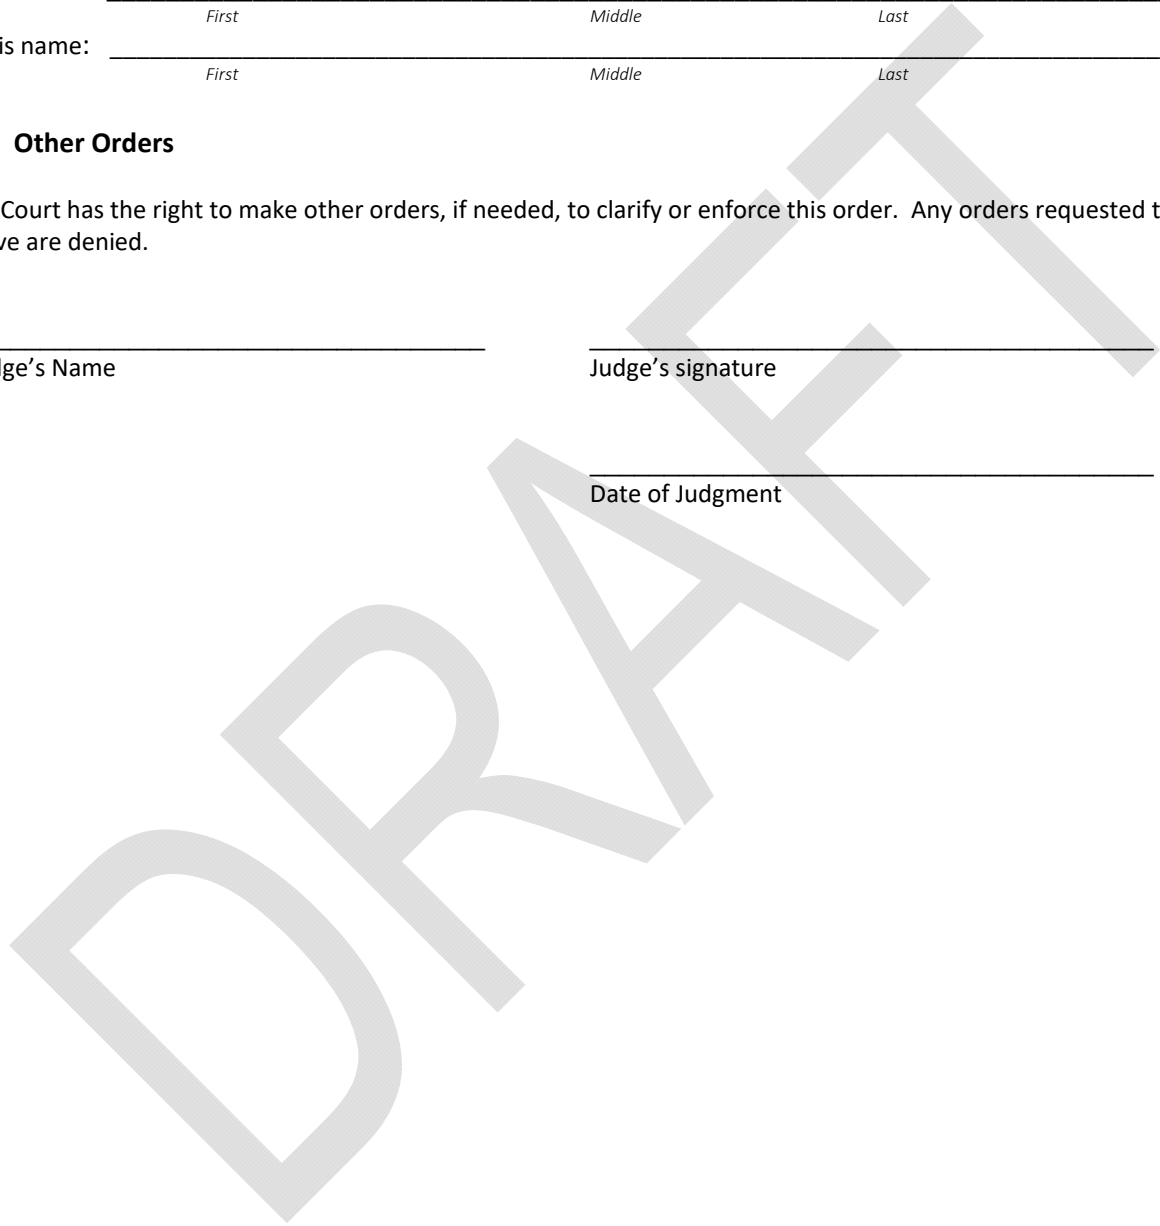 First Middle Last
is name: 
First Middle Last
Other Orders
Court has the right to make other orders, if needed, to clarify or enforce this order. Any orders requested t
ve are denied.
dge’s Name Judge’s signature
Date of Judgment
DRAFT